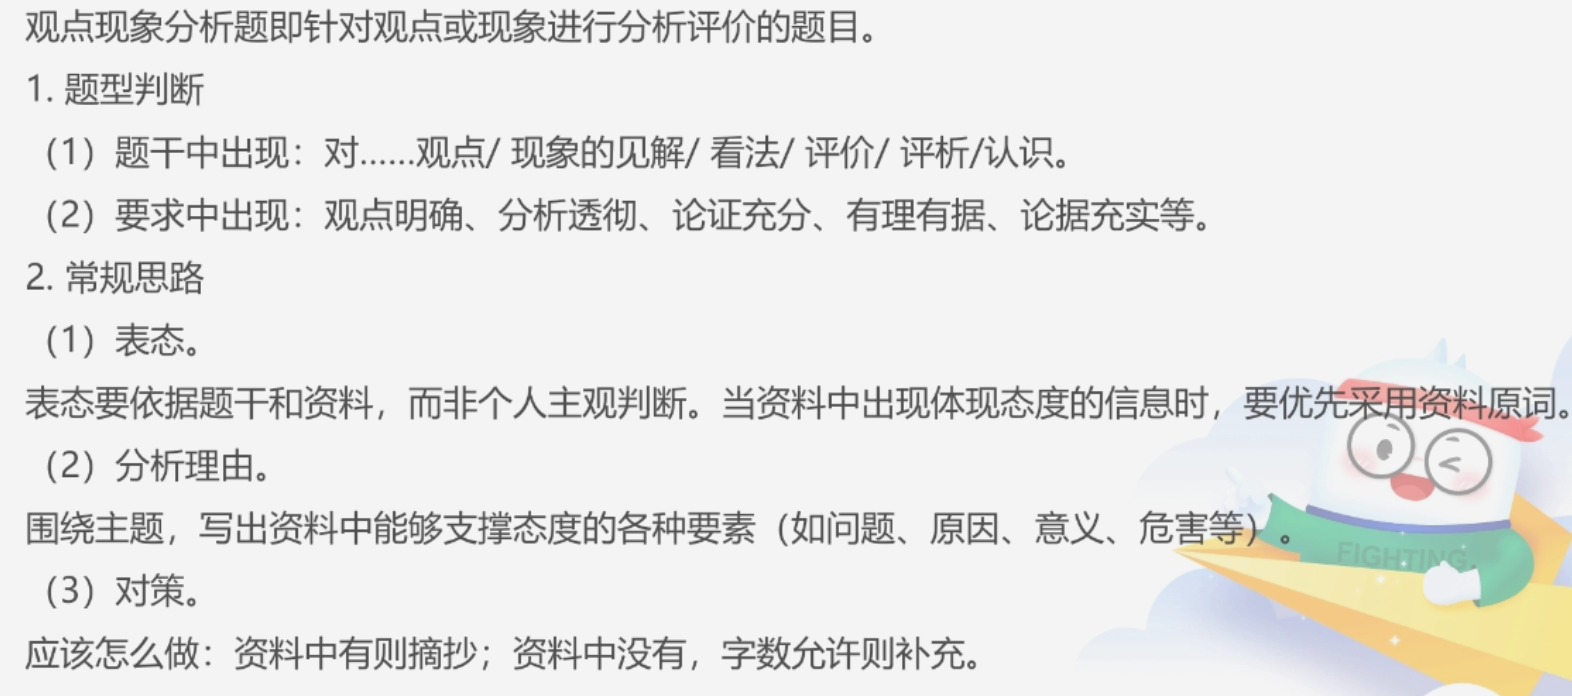 观点现象分析题即针对观点或现象进行分析评价的题目。
1. 题型判断
（1）题干中出现：对……观点/ 现象的见解/ 看法/ 评价/ 评析/认识。
（2）要求中出现：观点明确、分析透彻、论证充分、有理有据、论据充实等。
2. 常规思路
（1）表态。
表态要依据题干和资料，而非个人主观判断。当资料中出现体现态度的信息时，要优先采用资料原词。
（2）分析理由。
围绕主题，写出资料中能够支撑态度的各种要素（如问题、原因、意义、危害等）。
FIGHTING
（3）对策。
应该怎么做：资料中有则摘抄；资料中没有，字数允许则补充。